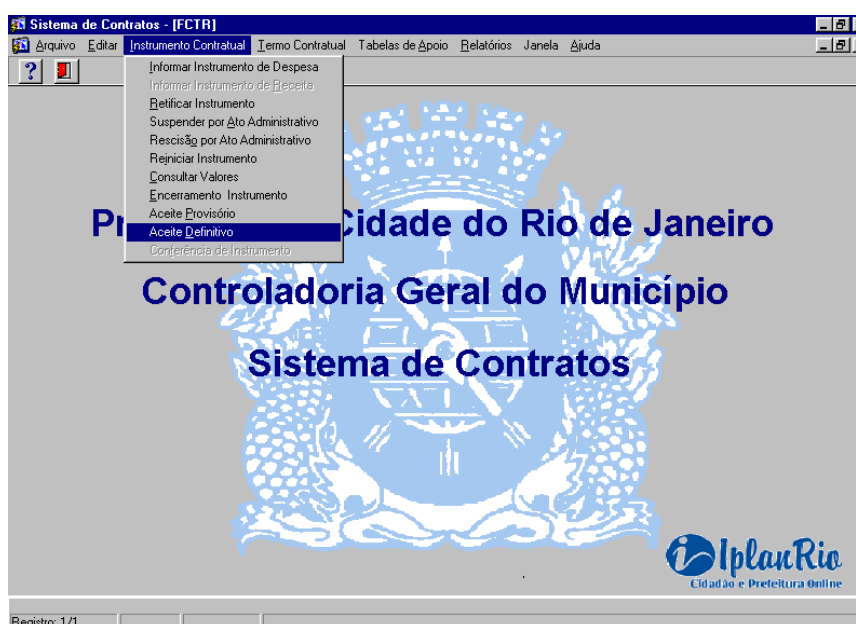 Sistema de Contratos - [FCTR]
Arquivo Editar Instrumento Contratual Termo Contratual Tabelas de Apoio Relatórios Janela Ajuda
Informar Instrumento de Despesa
Informar Instrumento de Receita
Retificar Instrumento
Suspender por Ato Administrativo
Rescisão por Ato Administrativo
Reiniciar Instrumento
Consultar Valores
Encerramento Instrumento
Aceite Provisório
Aceite Definitivo
Conferência de Instrumento
Cidade do Rio de Janeiro
Controladoria Geral do Município
Sistema de Contratos
IplanRio
Cidadão e Prefeitura Online
Registro: 1/1